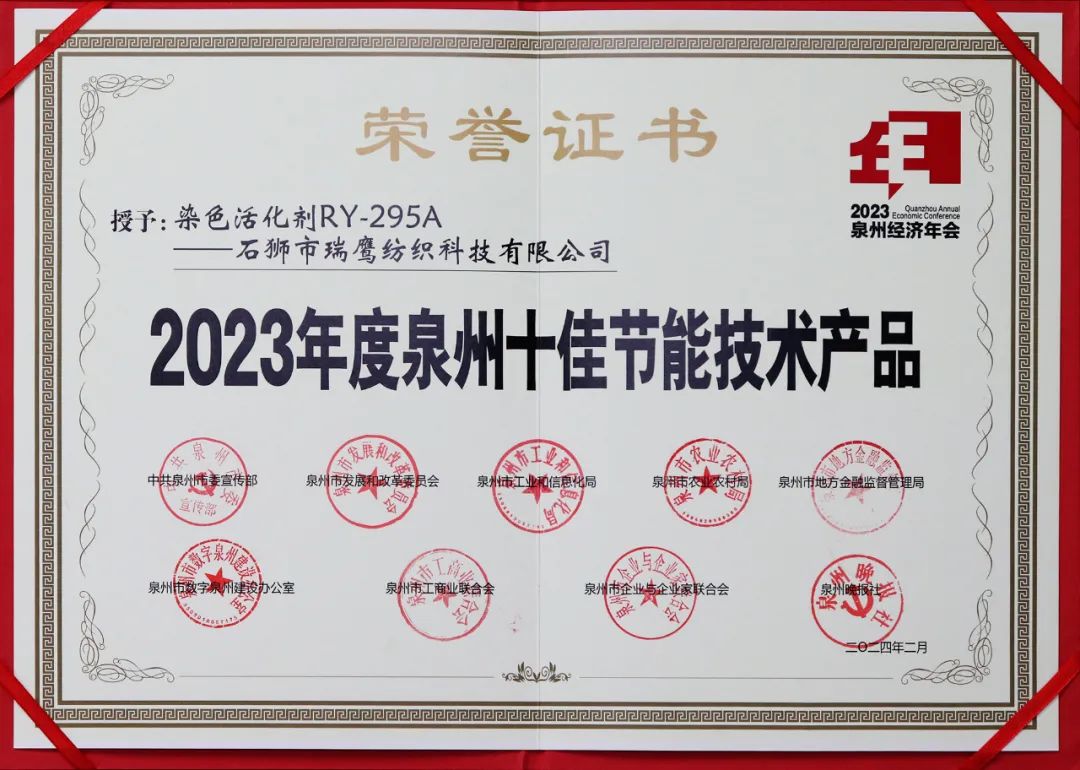 荣誉证书
2023 Quanzhou Annual
Economic Conference
泉州经济年会
授予:染色活化剂RY-295A
——石狮市瑞鹰纺织科技有限公司
2023年度泉州十佳节能技术产品
中共泉州市委宣传部 泉州市发展和改革委员会 泉州市工业和信息化局 泉州市农业农村局 泉州市地方金融监督管理局
泉州市数字泉州建设办公室 泉州市工商业联合会 泉州市企业与企业家联合会 泉州晚报社
二〇二四年二月